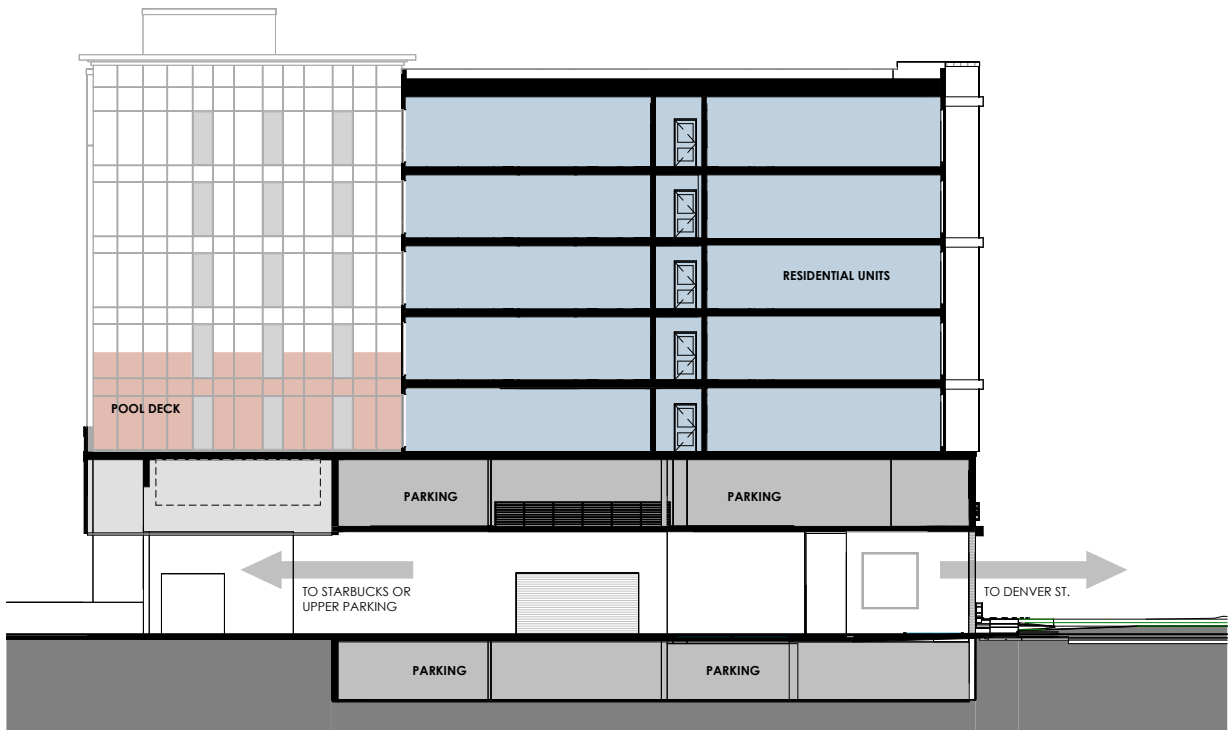 RESIDENTIAL UNITS
POOL DECK
PARKING
PARKING
TO STARBUCKS OR
UPPER PARKING
TO DENVER ST.
PARKING
PARKING